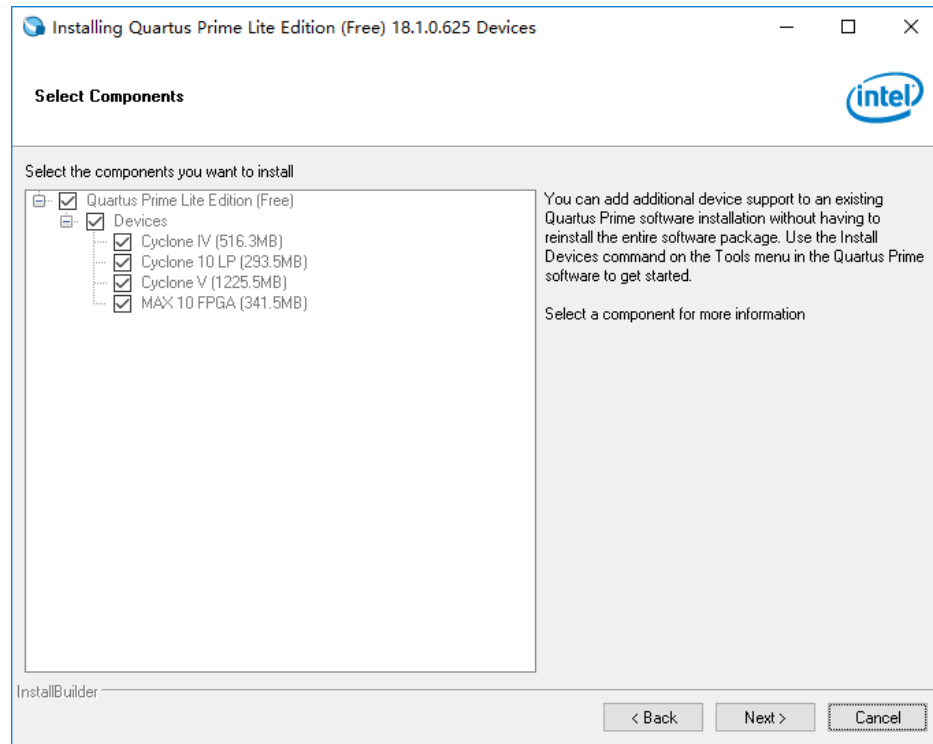 Installing Quartus Prime Lite Edition (Free) 18.1.0.625 Devices
Select Components
intel
Select the components you want to install
Quartus Prime Lite Edition (Free)
Devices
Cyclone IV (516.3MB)
Cyclone 10 LP (293.5MB)
Cyclone V (1225.5MB)
MAX 10 FPGA (341.5MB)
You can add additional device support to an existing
Quartus Prime software installation without having to
reinstall the entire software package. Use the Install
Devices command on the Tools menu in the Quartus Prime
software to get started.
Select a component for more information
InstallBuilder
< Back
Next >
Cancel